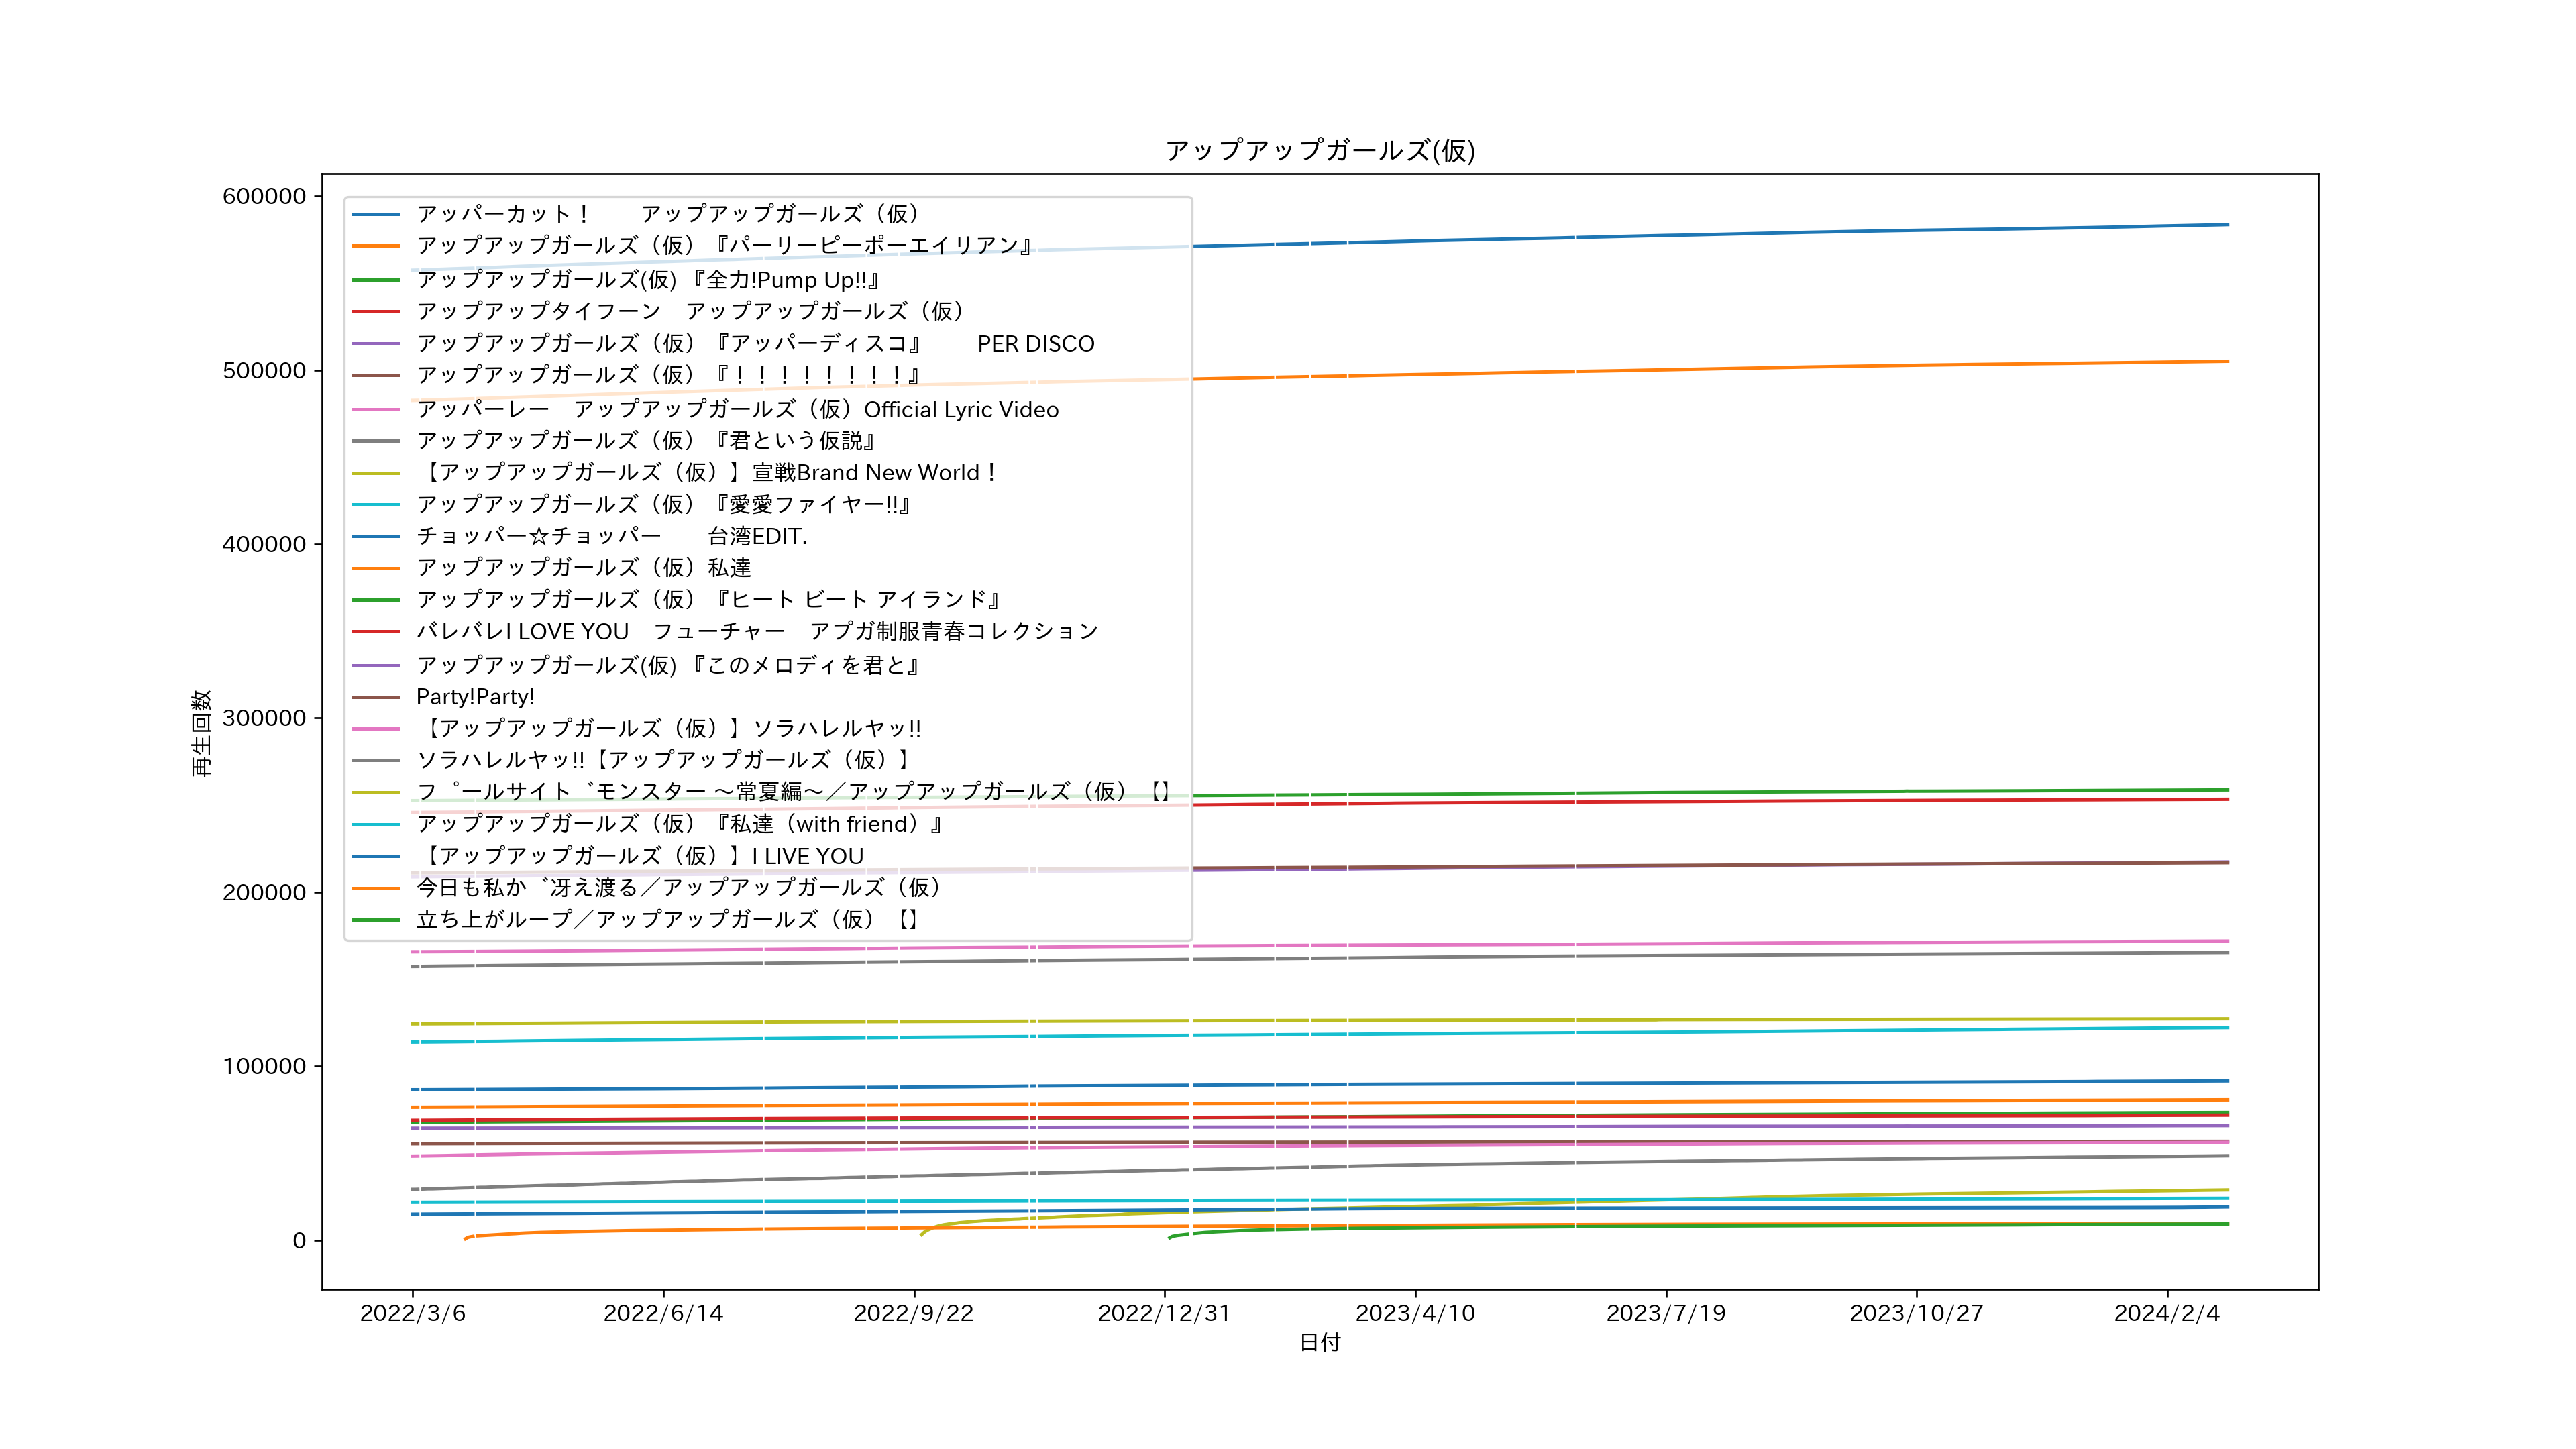 アップアップガールズ(仮)
600000
500000
400000
300000
200000
100000
0
再生回数
アッパーカット！　　アップアップガールズ（仮）
アップアップガールズ（仮）『パーリーピーポーエイリアン』
アップアップガールズ(仮) 『全力!Pump Up!!』
アップアップタイフーン　アップアップガールズ（仮）
アップアップガールズ（仮）『アッパーディスコ』　　PER DISCO
アップアップガールズ（仮）『！！！！！！！！』
アッパーレー　アップアップガールズ（仮）Official Lyric Video
アップアップガールズ（仮）『君という仮説』
【アップアップガールズ（仮）】宣戦Brand New World！
アップアップガールズ（仮）『愛愛ファイヤー!!』
チョッパー☆チョッパー　　台湾EDIT.
アップアップガールズ（仮）私達
アップアップガールズ（仮）『ヒート ビート アイランド』
バレバレI LOVE YOU　フューチャー　アプガ制服青春コレクション
アップアップガールズ(仮) 『このメロディを君と』
Party!Party!
【アップアップガールズ（仮）】ソラハレルヤッ!!
ソラハレルヤッ!!【アップアップガールズ（仮）】
フ゜ールサイト゛モンスター ～常夏編～／アップアップガールズ（仮）【】
アップアップガールズ（仮）『私達（with friend）』
【アップアップガールズ（仮）】I LIVE YOU
今日も私か゛冴え渡る／アップアップガールズ（仮）
立ち上がループ／アップアップガールズ（仮）【】
2022/3/6
2022/6/14
2022/9/22
2022/12/31
2023/4/10
2023/7/19
2023/10/27
2024/2/4
日付